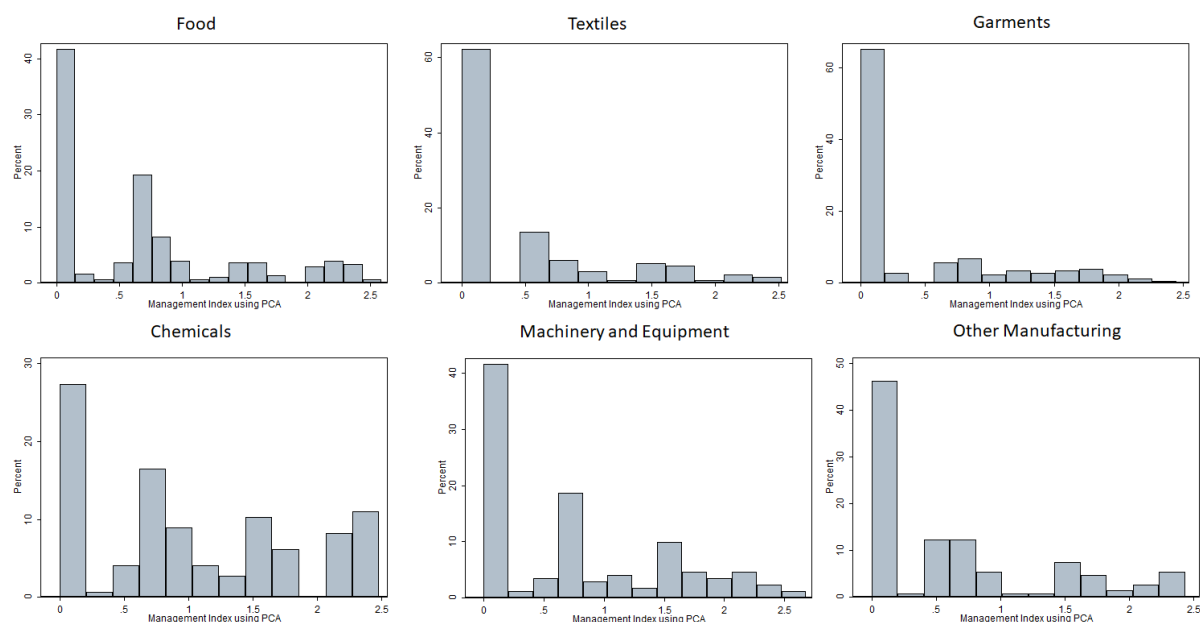 Food
Percent
40
30
20
10
0
0 .5 1 1.5 2 2.5
Management Index using PCA
Textiles
Percent
60
40
20
0
0 .5 1 1.5 2 2.5
Management Index using PCA
Garments
Percent
60
40
20
0
0 .5 1 1.5 2 2.5
Management Index using PCA
Chemicals
Percent
30
20
10
0
0 .5 1 1.5 2 2.5
Management Index using PCA
Machinery and Equipment
Percent
40
30
20
10
0
0 .5 1 1.5 2 2.5
Management Index using PCA
Other Manufacturing
Percent
50
40
30
20
10
0
0 .5 1 1.5 2 2.5
Management Index using PCA